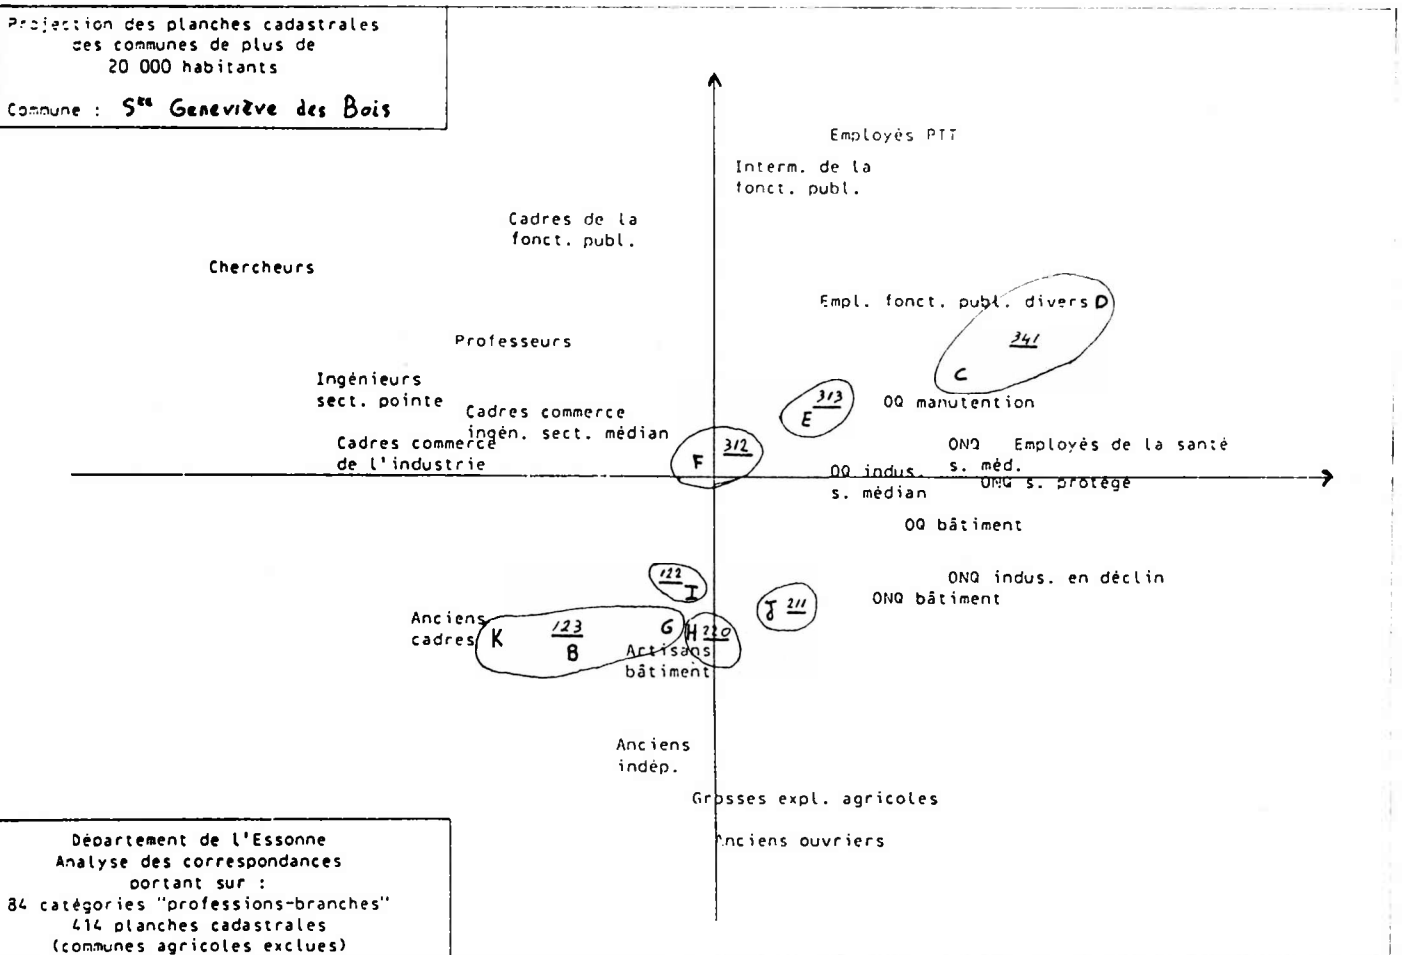 Projection des planches cadastrales
des communes de plus de
20 000 habitants
Commune : Ste Geneviève des Bois
Employés PTT
Interm. de la
fonct. publ.
Cadres de la
fonct. publ.
Chercheurs
Empl. fonct. publ. divers D
341
C
Professeurs
Ingénieurs
sect. pointe
Cadres commerce
ingén. sect. médian
Cadres commerce
de l'industrie
313
E
OQ manutention
312
F
ONQ
s. méd.
Employés de la santé
OQ indus.
s. médian
ONQ s. protégé
OQ bâtiment
122
I
ONQ indus. en déclin
ONQ bâtiment
J 211
Anciens
cadres
K
123
B
G
H 220
Artisans
bâtiment
Anciens
indép.
Grosses expl. agricoles
Anciens ouvriers
Département de l'Essonne
Analyse des correspondances
portant sur :
84 catégories "professions-branches"
414 planches cadastrales
(communes agricoles exclues)